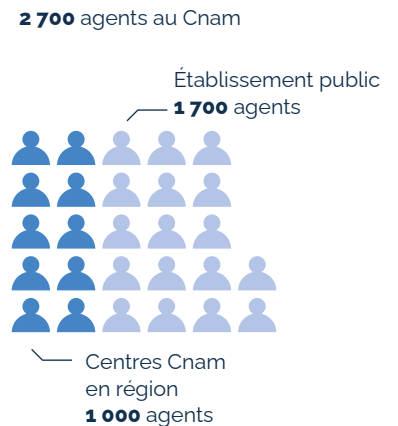 2 700 agents au Cnam
Établissement public
1 700 agents
Centres Cnam
en région
1 000 agents